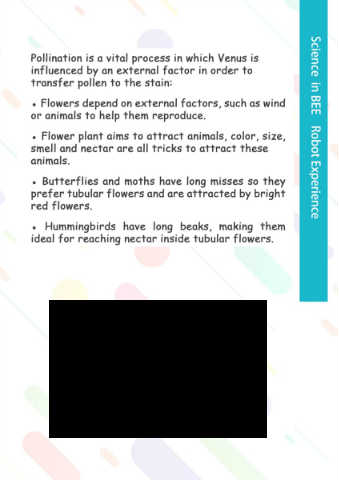 Pollination is a vital process in which Venus is
influenced by an external factor in order to
transfer pollen to the stain:
• Flowers depend on external factors, such as wind
or animals to help them reproduce.
• Flower plant aims to attract animals, color, size,
smell and nectar are all tricks to attract these
animals.
• Butterflies and moths have long misses so they
prefer tubular flowers and are attracted by bright
red flowers.
• Hummingbirds have long beaks, making them
ideal for reaching nectar inside tubular flowers.
Science in BEE Robot Experience